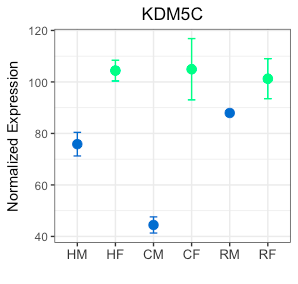 KDM5C
Normalized Expression
120
100
80
60
40
HM HF CM CF RM RF